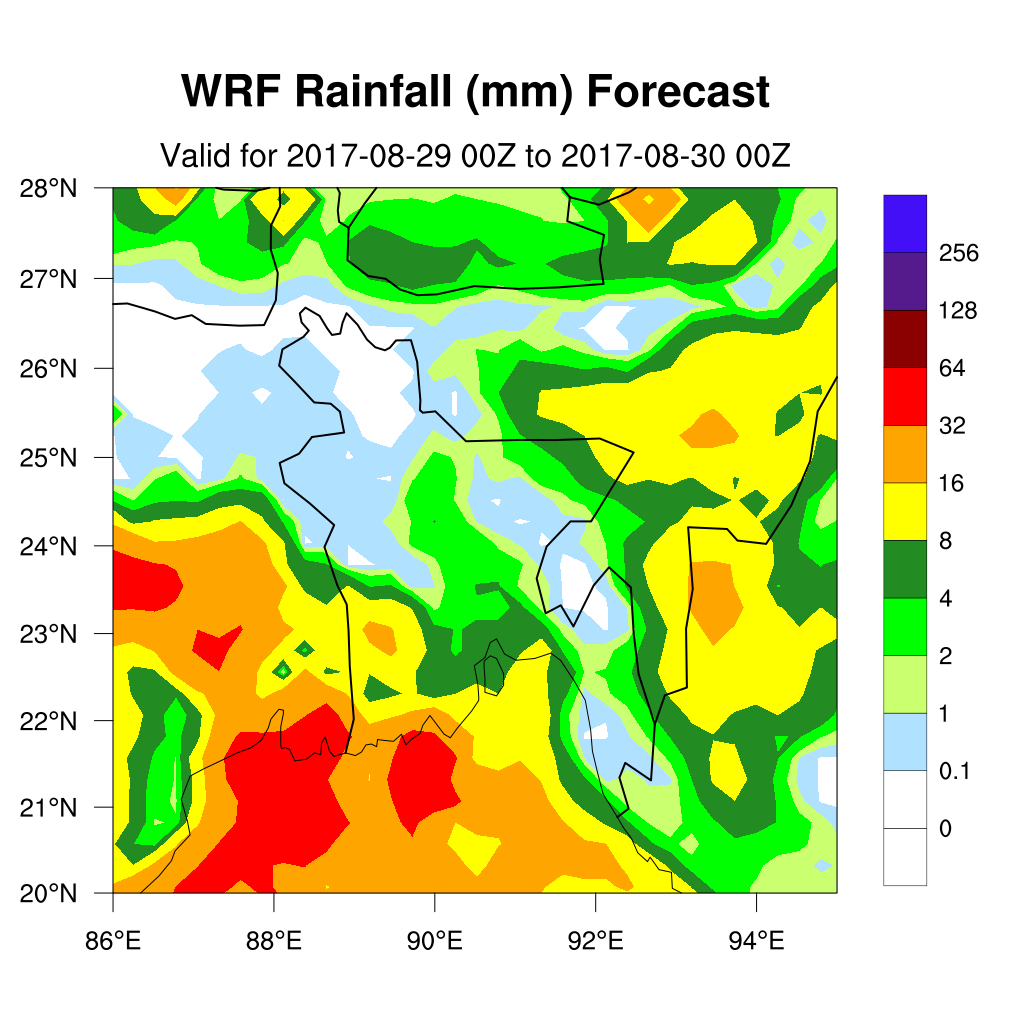 WRF Rainfall (mm) Forecast
Valid for 2017-08-29 00Z to 2017-08-30 00Z
28°N
27°N
26°N
25°N
24°N
23°N
22°N
21°N
20°N
86°E 88°E 90°E 92°E 94°E
256
128
64
32
16
8
4
2
1
0.1
0